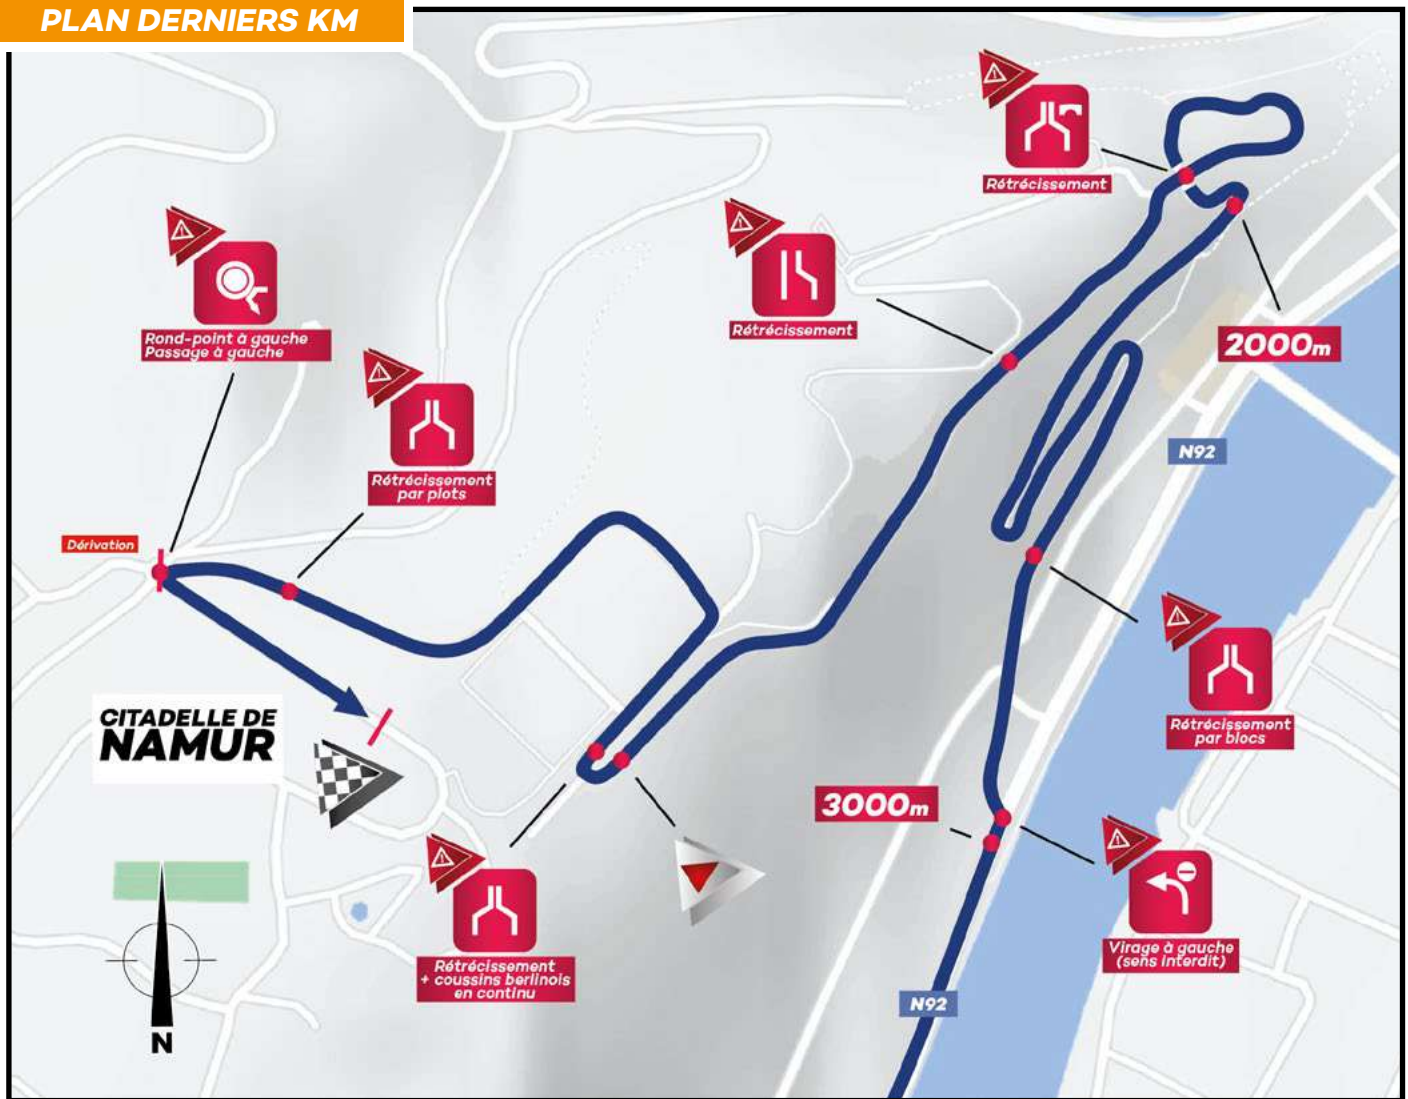 PLAN DERNIERS KM
Rétrécissement
Rétrécissement
2000m
Rond-point à gauche
Passage à gauche
N92
Rétrécissement
par plots
Dérivation
Rétrécissement
par blocs
CITADELLE DE
NAMUR
3000m
Virage à gauche
(sens interdit)
Rétrécissement
+ coussins berlinois
en continu
N92
N